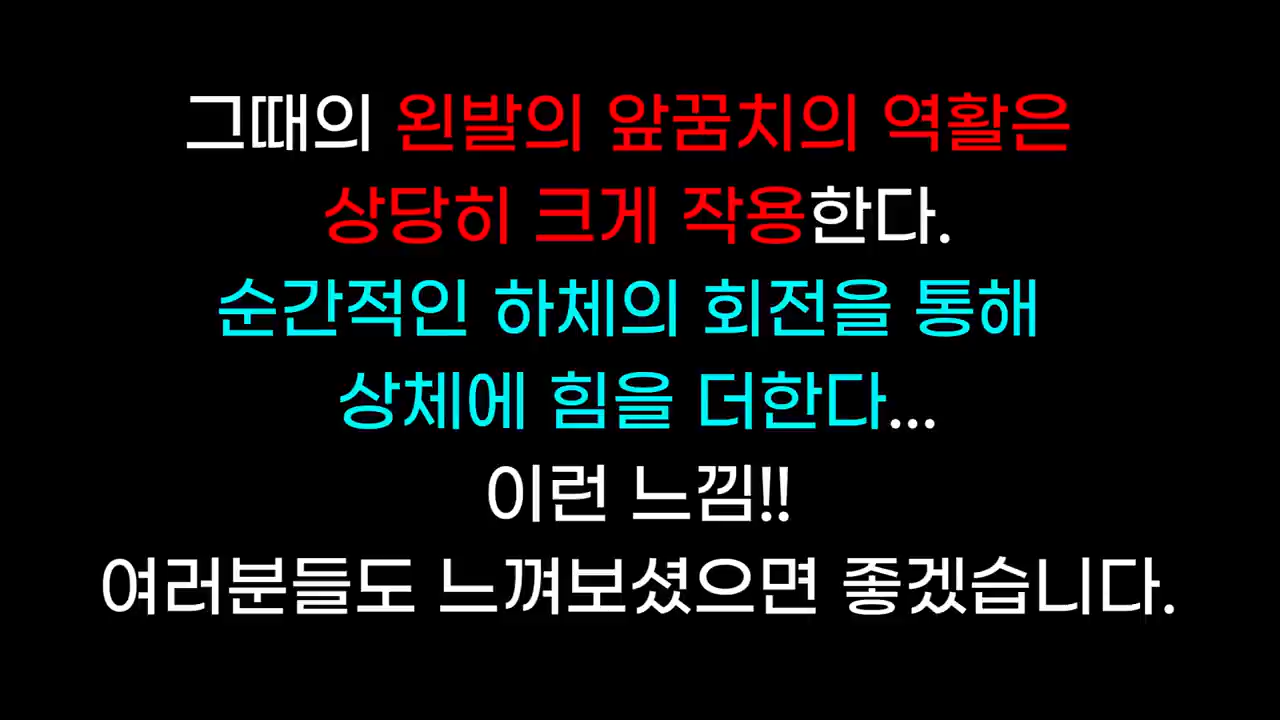 그때의 왼발의 앞꿈치의 역활은
상당히 크게 작용한다.
순간적인 하체의 회전을 통해
상체에 힘을 더한다...
이런 느낌!!
여러분들도 느껴보셨으면 좋겠습니다.